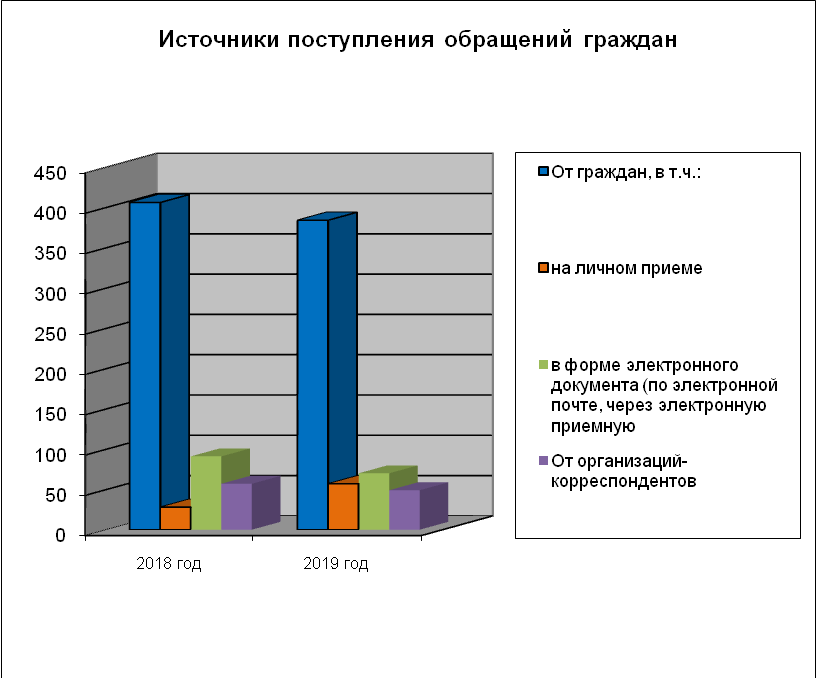 Источники поступления обращений граждан
450
400
350
300
250
200
150
100
50
0
2018 год
2019 год
От граждан, в т.ч.:
на личном приеме
в форме электронного
документа (по электронной
почте, через электронную
приемную
От организаций-
корреспондентов